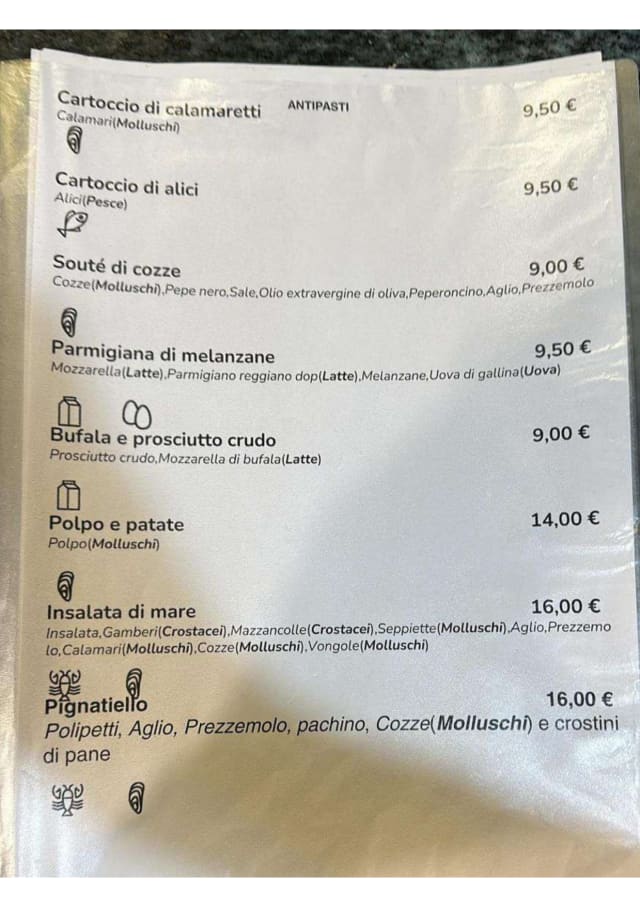 Cartoccio di calamaretti ANTIPASTI 9,50 €
Calamari(Molluschi)
Cartoccio di alici 9,50 €
Alici(Pesce)
Souté di cozze 9,00 €
Cozze(Molluschi),Pepe nero,Sale,Olio extravergine di oliva,Peperoncino,Aglio,Prezzemolo
Parmigiana di melanzane 9,50 €
Mozzarella(Latte),Parmigiano reggiano dop(Latte),Melanzane,Uova di gallina(Uova)
Bufala e prosciutto crudo 9,00 €
Prosciutto crudo,Mozzarella di bufala(Latte)
Polpo e patate 14,00 €
Polpo(Molluschi)
Insalata di mare 16,00 €
Insalata,Gamberi(Crostacei),Mazzancolle(Crostacei),Seppiette(Molluschi),Aglio,Prezzemo
lo,Calamari(Molluschi),Cozze(Molluschi),Vongole(Molluschi)
Pignatiello 16,00 €
Polipetti, Aglio, Prezzemolo, pachino, Cozze(Molluschi) e crostini
di pane